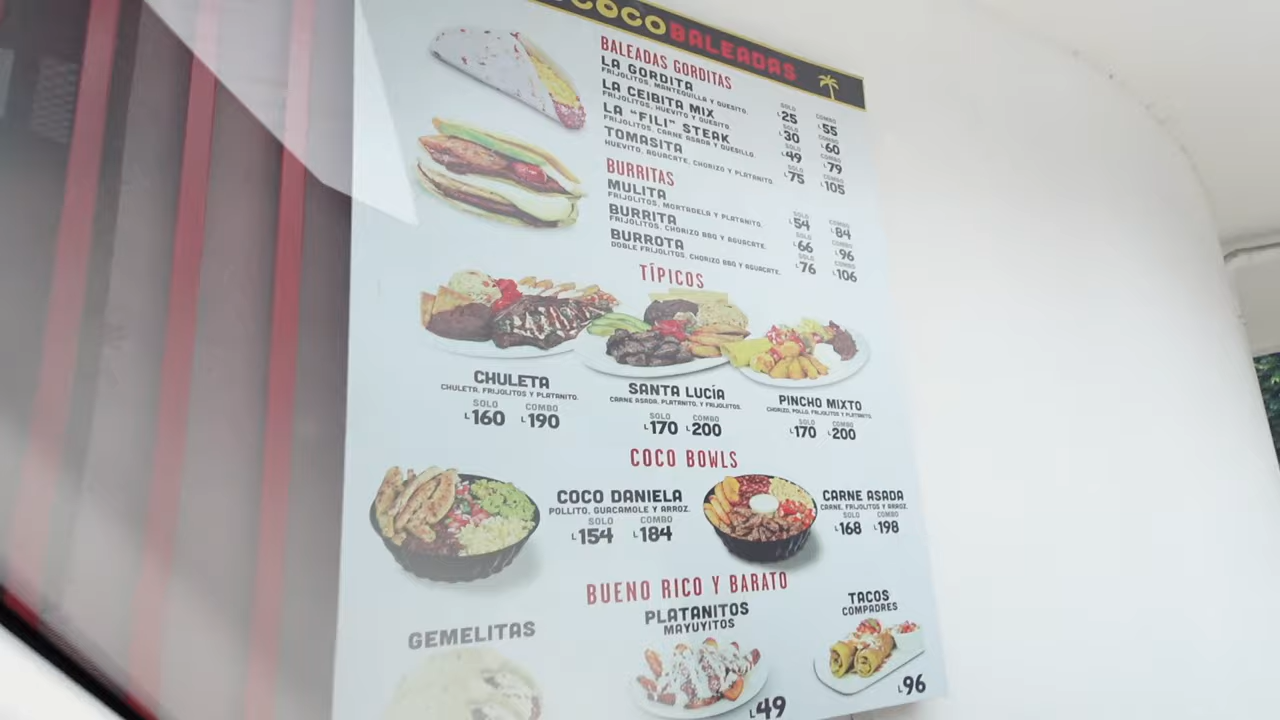 COCO BALEADAS
BALEADAS GORDITAS
LA GORDITA
FRIJOLITOS, MANTEQUILLA Y QUESITO.
SOLO COMBO
L25 L55
LA CEIBITA MIX
FRIJOLITOS, HUEVITO Y QUESITO.
SOLO COMBO
L30 L60
LA "FILI" STEAK
FRIJOLITOS, CARNE ASADA Y QUESILLO.
SOLO COMBO
L49 L79
TOMASITA
HUEVITO, AGUACATE, CHORIZO Y PLATANITO.
SOLO COMBO
L75 L105
BURRITAS
MULITA
FRIJOLITOS, MORTADELA Y PLATANITO.
SOLO COMBO
L54 L84
BURRITA
FRIJOLITOS, CHORIZO BBQ Y AGUACATE.
SOLO COMBO
L66 L96
BURROTA
DOBLE FRIJOLITOS, CHORIZO BBQ Y AGUACATE.
SOLO COMBO
L76 L106
TÍPICOS
CHULETA
CHULETA, FRIJOLITOS Y PLATANITO.
SOLO COMBO
L160 L190
SANTA LUCÍA
CARNE ASADA, PLATANITO, Y FRIJOLITOS.
SOLO COMBO
L170 L200
PINCHO MIXTO
CHORIZO, POLLO, FRIJOLITOS Y PLATANITO.
SOLO COMBO
L170 L200
COCO BOWLS
COCO DANIELA
POLLITO, GUACAMOLE Y ARROZ.
SOLO COMBO
L154 L184
CARNE ASADA
CARNE, FRIJOLITOS Y ARROZ.
SOLO COMBO
L168 L198
BUENO RICO Y BARATO
GEMELITAS
PLATANITOS
MAYUYITOS
L49
TACOS
COMPADRES
L96